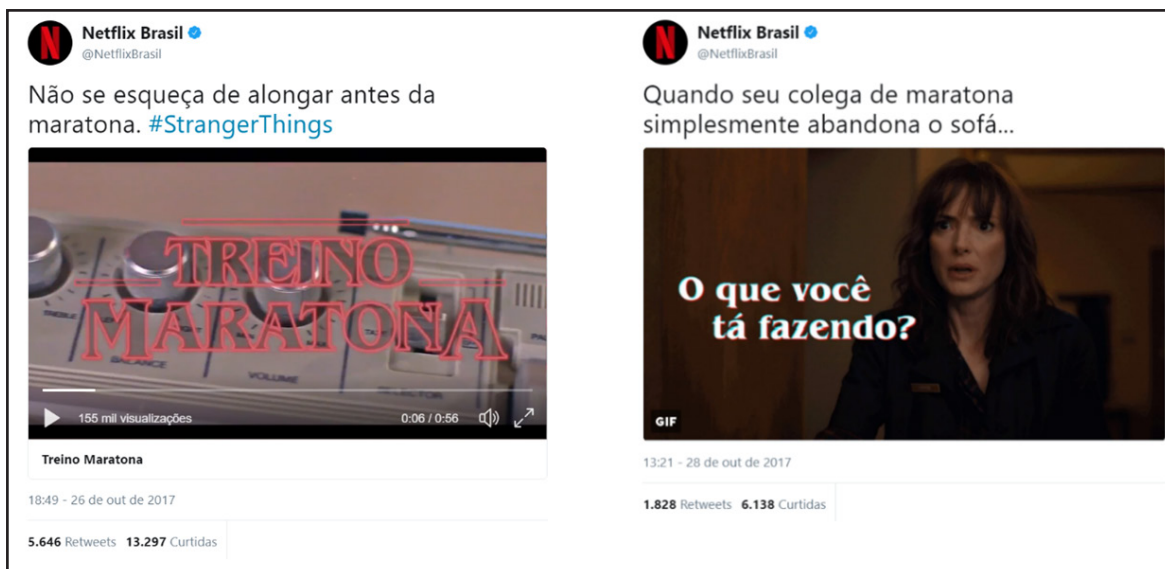 Netflix Brasil
@NetflixBrasil
Não se esqueça de alongar antes da
maratona. #StrangerThings
TREINO
MARATONA
TREBLE
BALANCE
VOLUME
SELECTOR
155 mil visualizações
0:06 / 0:56
Treino Maratona
18:49 - 26 de out de 2017
5.646 Retweets 13.297 Curtidas
Netflix Brasil
@NetflixBrasil
Quando seu colega de maratona
simplesmente abandona o sofá...
O que você
tá fazendo?
GIF
13:21 - 28 de out de 2017
1.828 Retweets 6.138 Curtidas